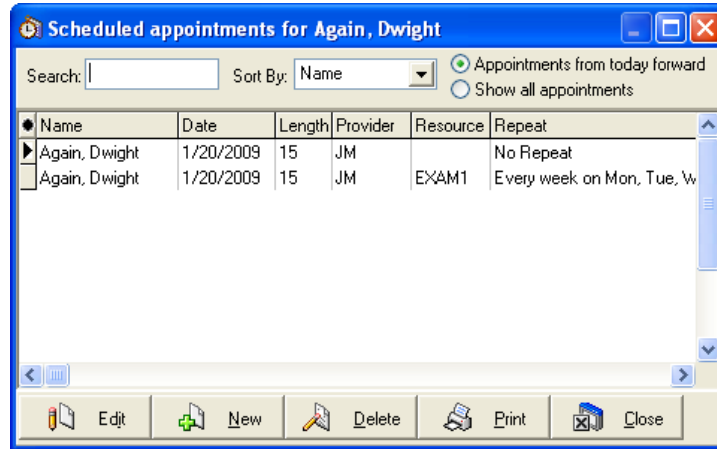 Scheduled appointments for Again, Dwight
Search: Sort By: Name Appointments from today forward
Show all appointments
Name Date Length Provider Resource Repeat
Again, Dwight 1/20/2009 15 JM No Repeat
Again, Dwight 1/20/2009 15 JM EXAM1 Every week on Mon, Tue, W
Edit New Delete Print Close